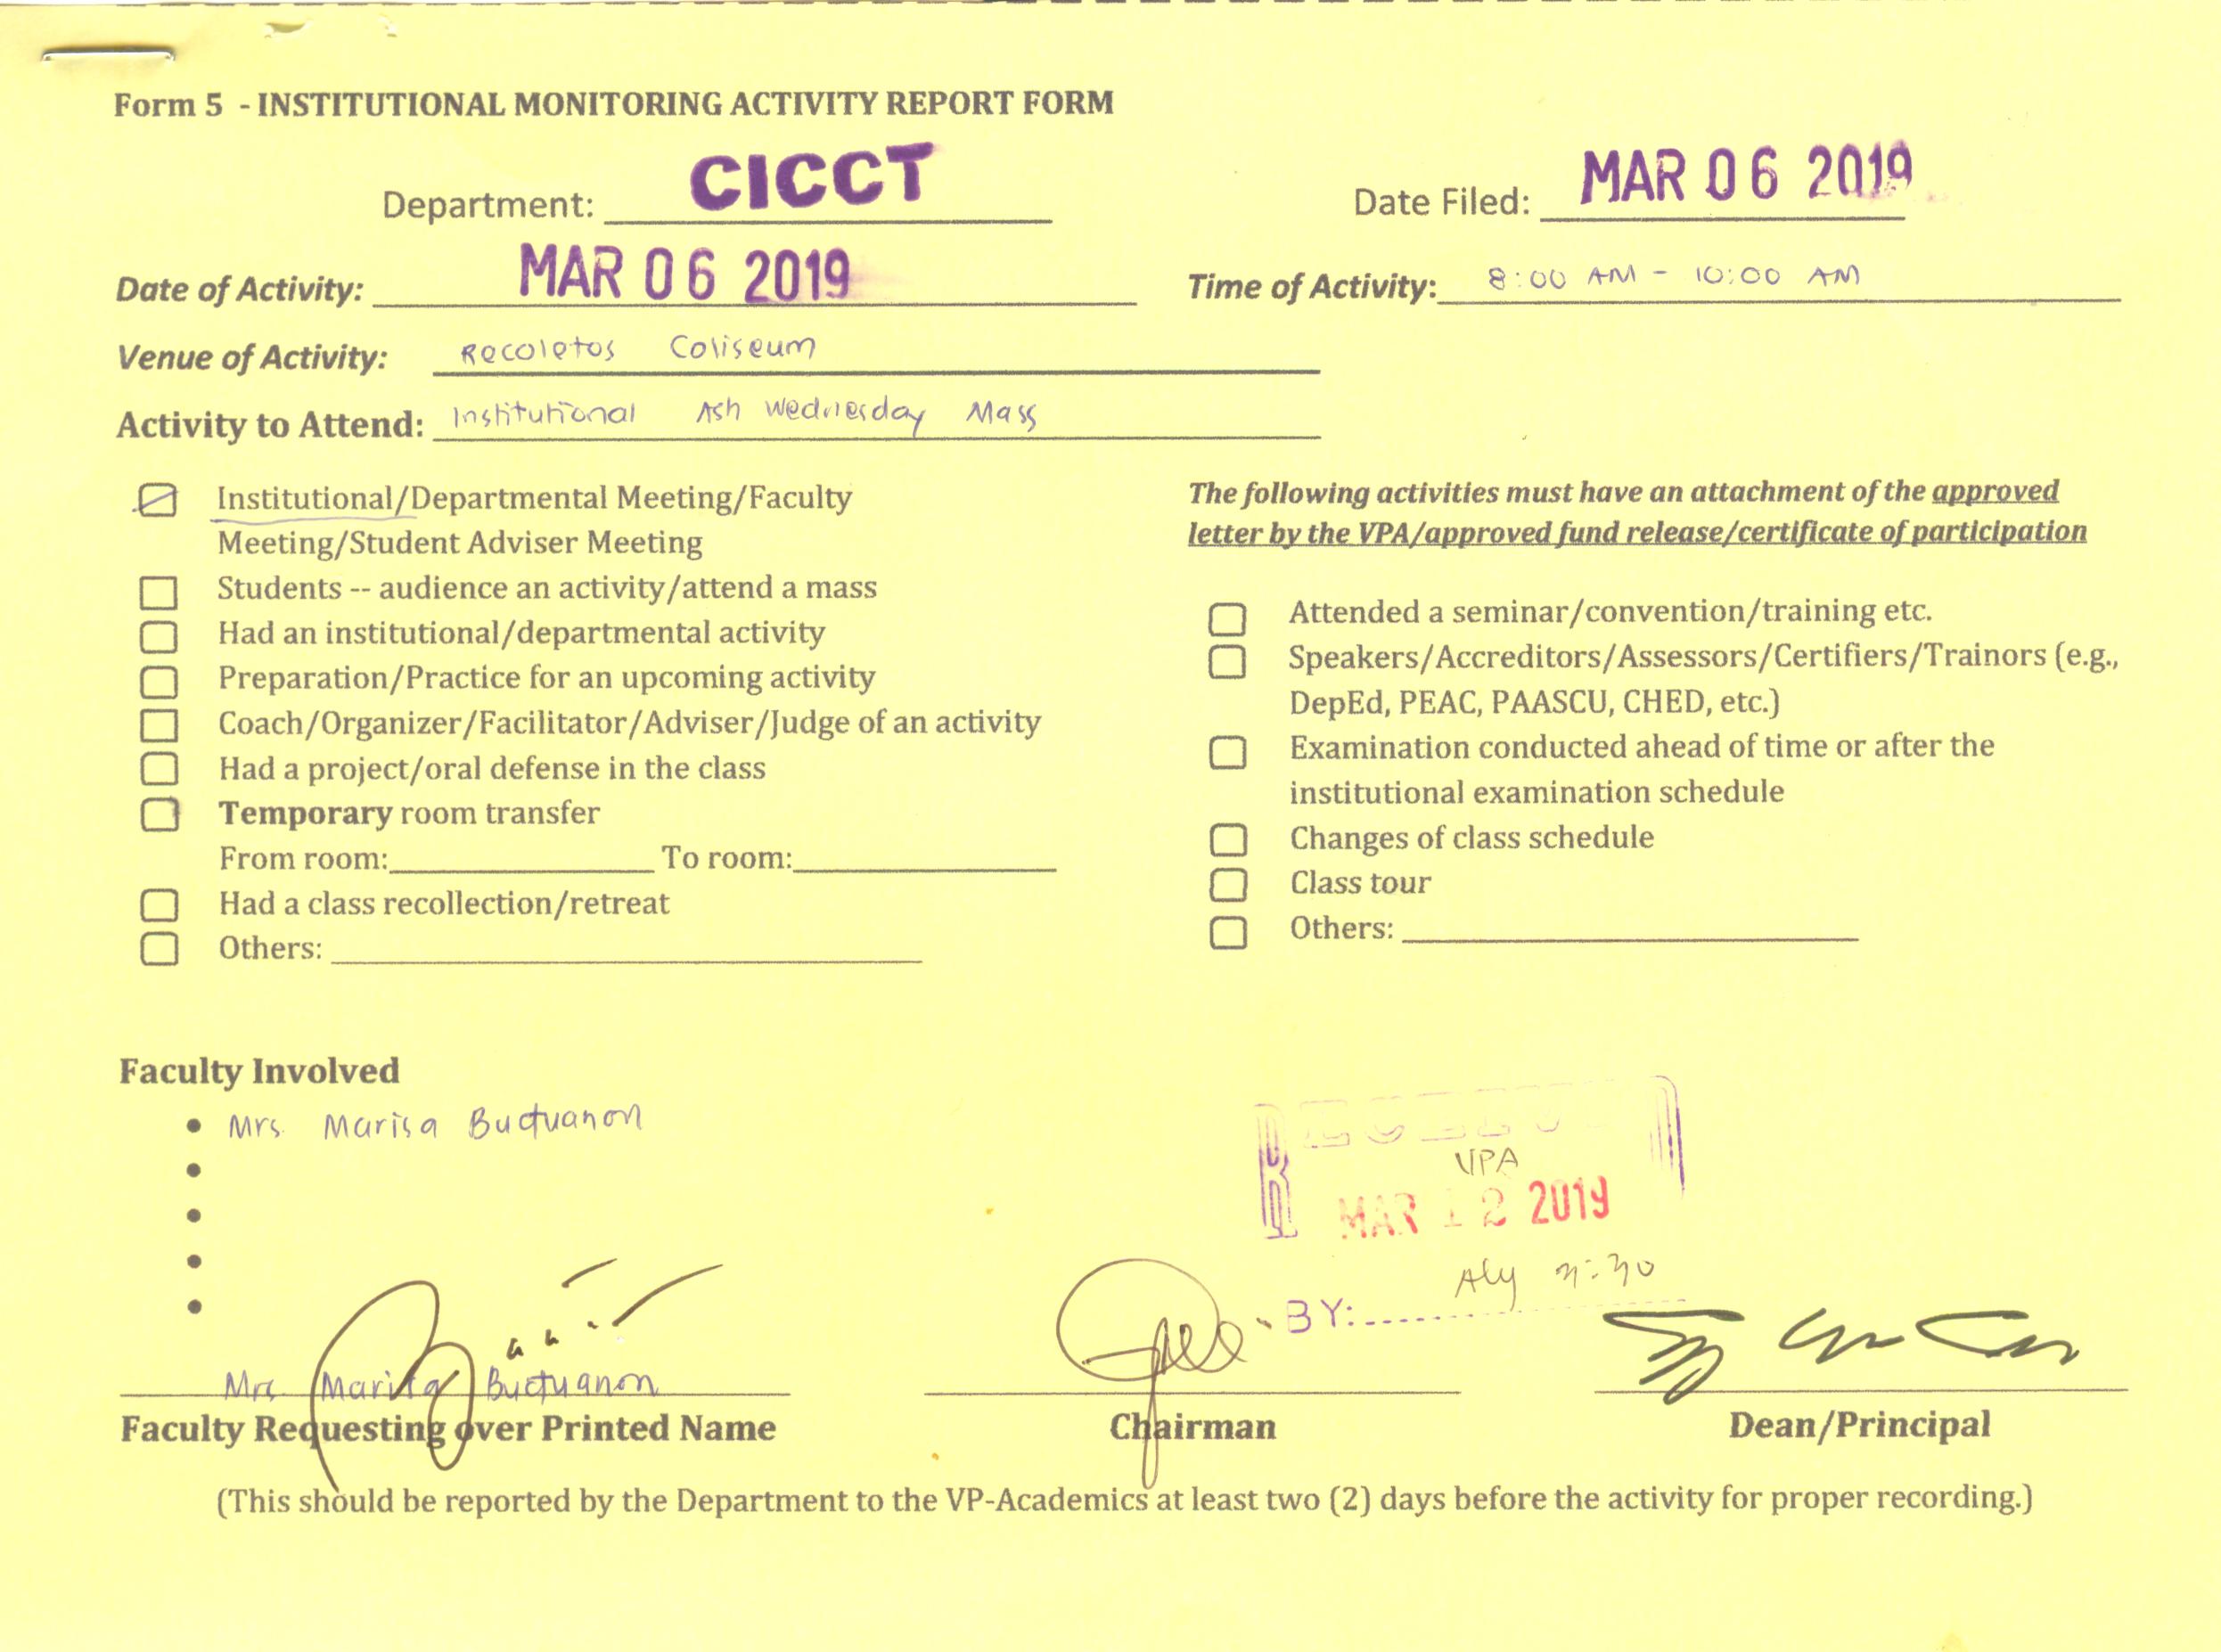 Form 5 - INSTITUTIONAL MONITORING ACTIVITY REPORT FORM
Department: CICCT
Date Filed: MAR 06 2019
Date of Activity: MAR 06 2019
Time of Activity: 8:00 AM - 10:00 AM
Venue of Activity: Recoletos Coliseum
Activity to Attend: Institutional Ash Wednesday Mass
Institutional/Departmental Meeting/Faculty
Meeting/Student Adviser Meeting
Students -- audience an activity/attend a mass
Had an institutional/departmental activity
Preparation/Practice for an upcoming activity
Coach/Organizer/Facilitator/Adviser/Judge of an activity
Had a project/oral defense in the class
Temporary room transfer
From room: To room:
Had a class recollection/retreat
Others:
The following activities must have an attachment of the approved
letter by the VPA/approved fund release/certificate of participation
Attended a seminar/convention/training etc.
Speakers/Accreditors/Assessors/Certifiers/Trainors (e.g.,
DepEd, PEAC, PAASCU, CHED, etc.)
Examination conducted ahead of time or after the
institutional examination schedule
Changes of class schedule
Class tour
Others:
Faculty Involved
Mrs. Marisa Buctuanon
VPA
MAR 12 2019
Aly
BY:
Mrs. Marisa Buctuanon
Faculty Requesting over Printed Name
Chairman
Dean/Principal
(This should be reported by the Department to the VP-Academics at least two (2) days before the activity for proper recording.)